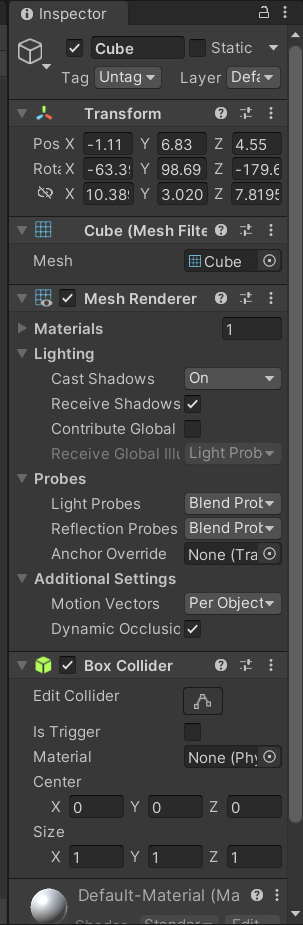 Inspector
Cube Static
Tag Untag Layer Defa
Transform
Pos X -1.11 Y 6.83 Z 4.55
Rota X -63.39 Y 98.69 Z -179.6
X 10.389 Y 3.020 Z 7.8195
Cube (Mesh Filte
Mesh Cube
Mesh Renderer
Materials 1
Lighting
Cast Shadows On
Receive Shadows
Contribute Global
Receive Global Illu Light Prob
Probes
Light Probes Blend Prob
Reflection Probes Blend Prob
Anchor Override None (Tra
Additional Settings
Motion Vectors Per Object
Dynamic Occlusio
Box Collider
Edit Collider
Is Trigger
Material None (Phy
Center
X 0 Y 0 Z 0
Size
X 1 Y 1 Z 1
Default-Material (Ma
Shader Standar Edit